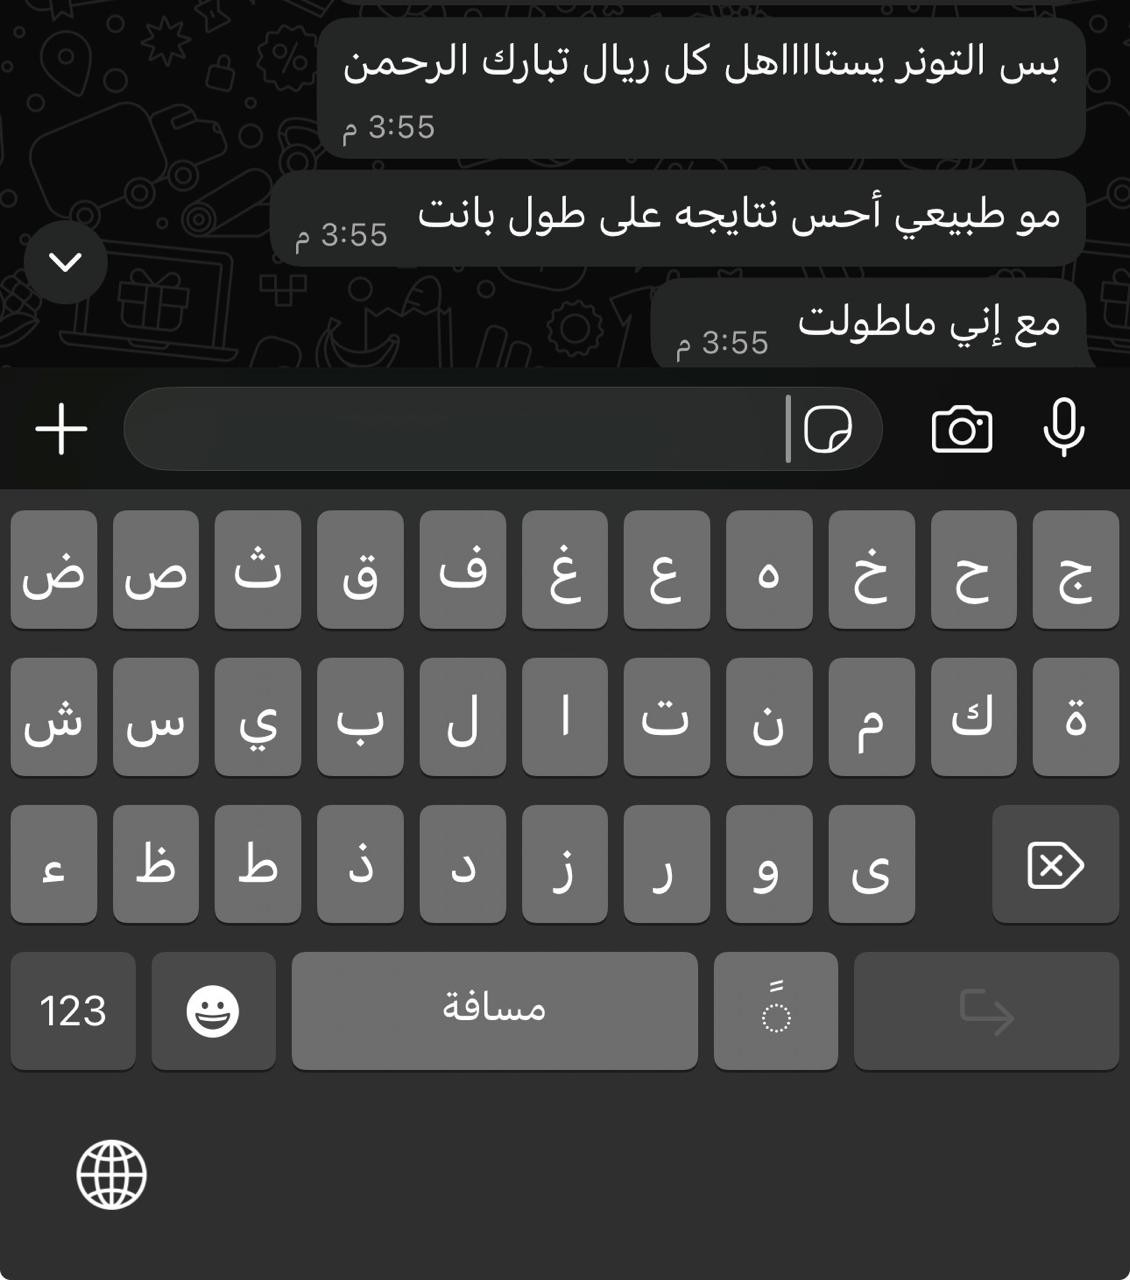 بس التونر يستااااهل كل ريال تبارك الرحمن
3:55 م
مو طبيعي أحس نتايجه على طول بانت 3:55 م
مع إني ماطولت 3:55 م
ض ص ث ق ف غ ع ه خ ح ج
ش س ي ب ل ا ت ن م ك ة
ء ظ ط ذ د ز ر و ى
123 مسافة ً